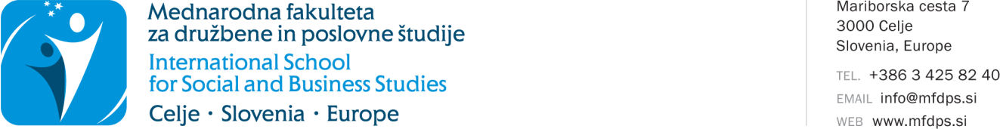 Mednarodna fakulteta
za družbene in poslovne študije
International School
for Social and Business Studies
Celje · Slovenia · Europe
Mariborska cesta 7
3000 Celje
Slovenia, Europe
TEL. +386 3 425 82 40
EMAIL info@mfdps.si
WEB www.mfdps.si